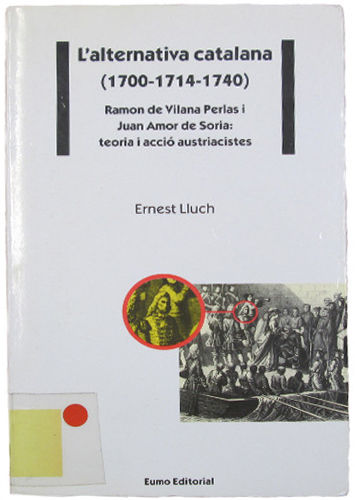 L'alternativa catalana
(1700-1714-1740)
Ramon de Vilana Perlas i
Juan Amor de Soria:
teoria i acció austriacistes
Ernest Lluch
Eumo Editorial